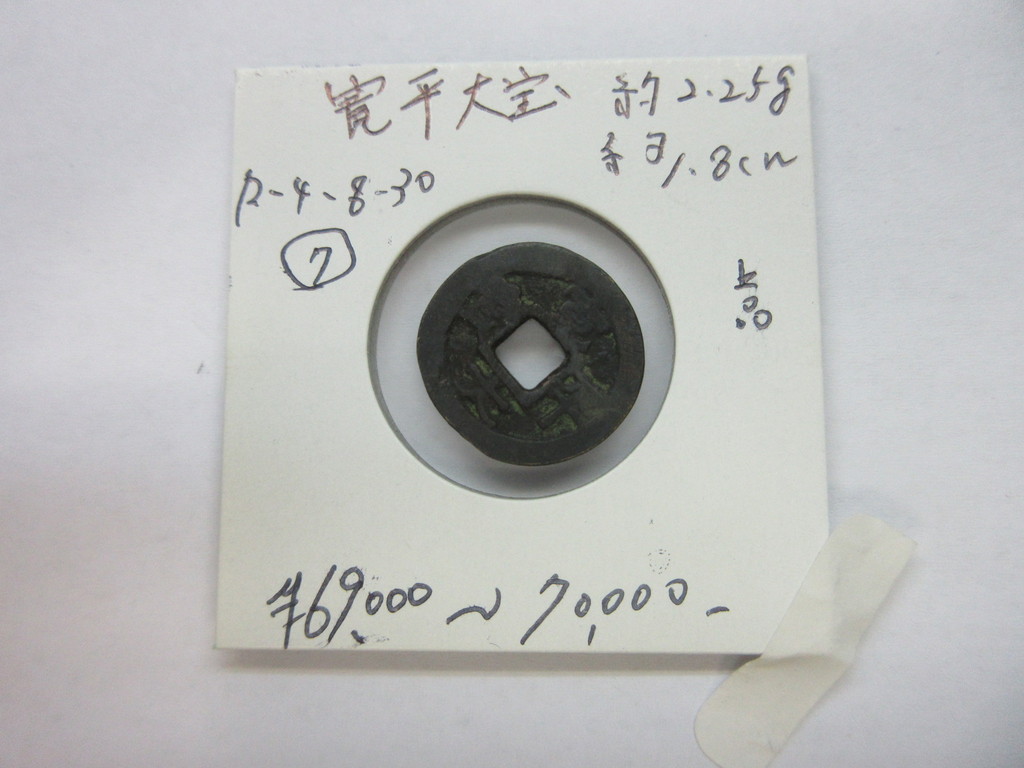 寛平大宝 約2.25g
約1.8cm
12-4-8-30
7
上品
¥69,000～70,000-